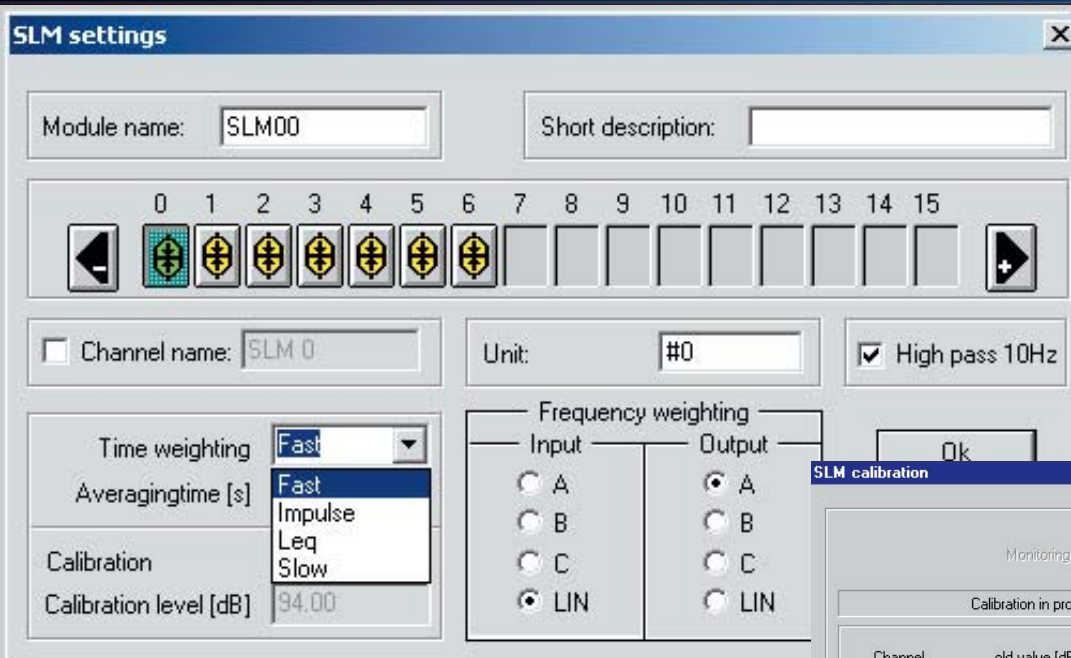 SLM settings
Module name: SLM00
Short description:
0 1 2 3 4 5 6 7 8 9 10 11 12 13 14 15
- +
Channel name: SLM 0
Unit: #0
High pass 10Hz
Time weighting Fast
Averagingtime [s]
Fast
Impulse
Leq
Slow
Calibration
Calibration level [dB] 94.00
Frequency weighting
Input Output
A A
B B
C C
LIN LIN
Ok
SLM calibration
Monitoring
Calibration in
Channel old value